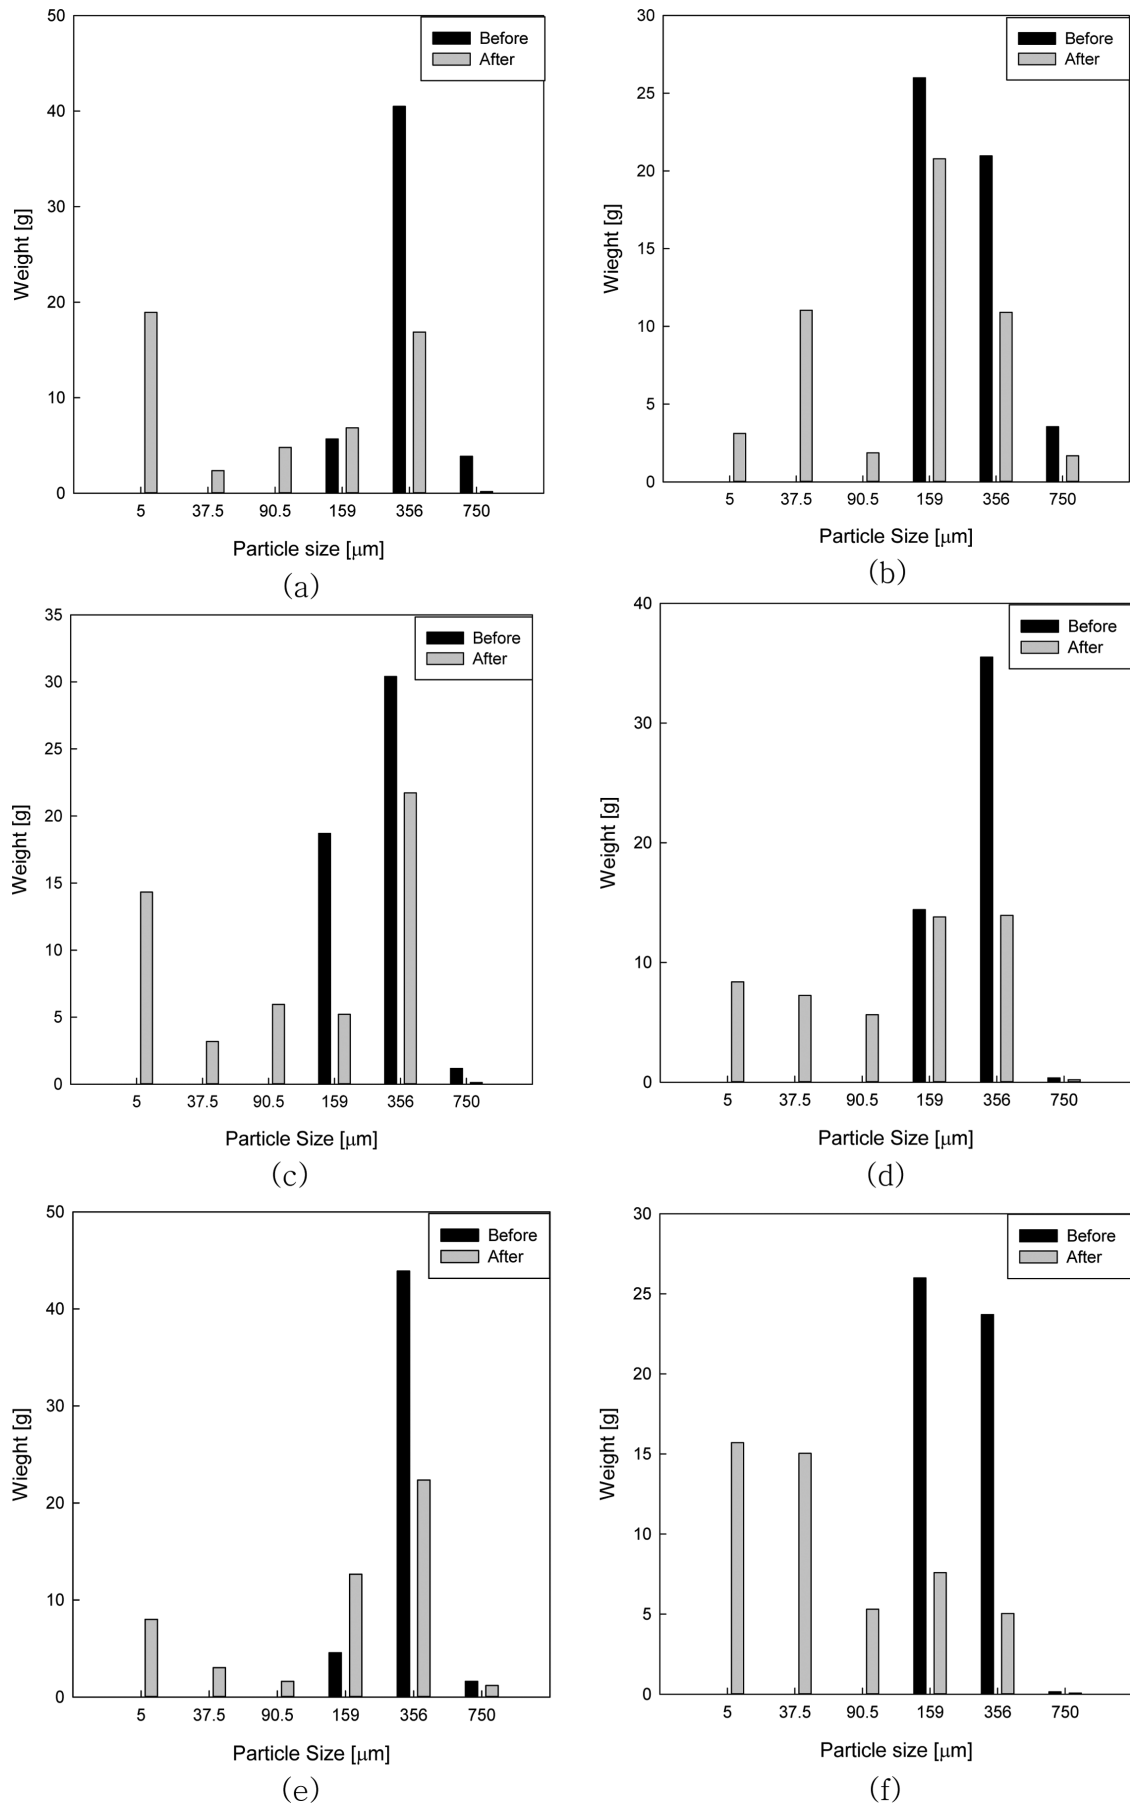 50
40
30
20
10
0
Weight [g]
Before
After
5 37.5 90.5 159 356 750
Particle size [μm]
(a)
30
25
20
15
10
5
0
Wieght [g]
Before
After
5 37.5 90.5 159 356 750
Particle Size [μm]
(b)
35
30
25
20
15
10
5
0
Weight [g]
Before
After
5 37.5 90.5 159 356 750
Particle Size [μm]
(c)
40
30
20
10
0
Weight [g]
Before
After
5 37.5 90.5 159 356 750
Particle Size [μm]
(d)
50
40
30
20
10
0
Wieght [g]
Before
After
5 37.5 90.5 159 356 750
Particle Size [μm]
(e)
30
25
20
15
10
5
0
Weight [g]
Before
After
5 37.5 90.5 159 356 750
Particle size [μm]
(f)